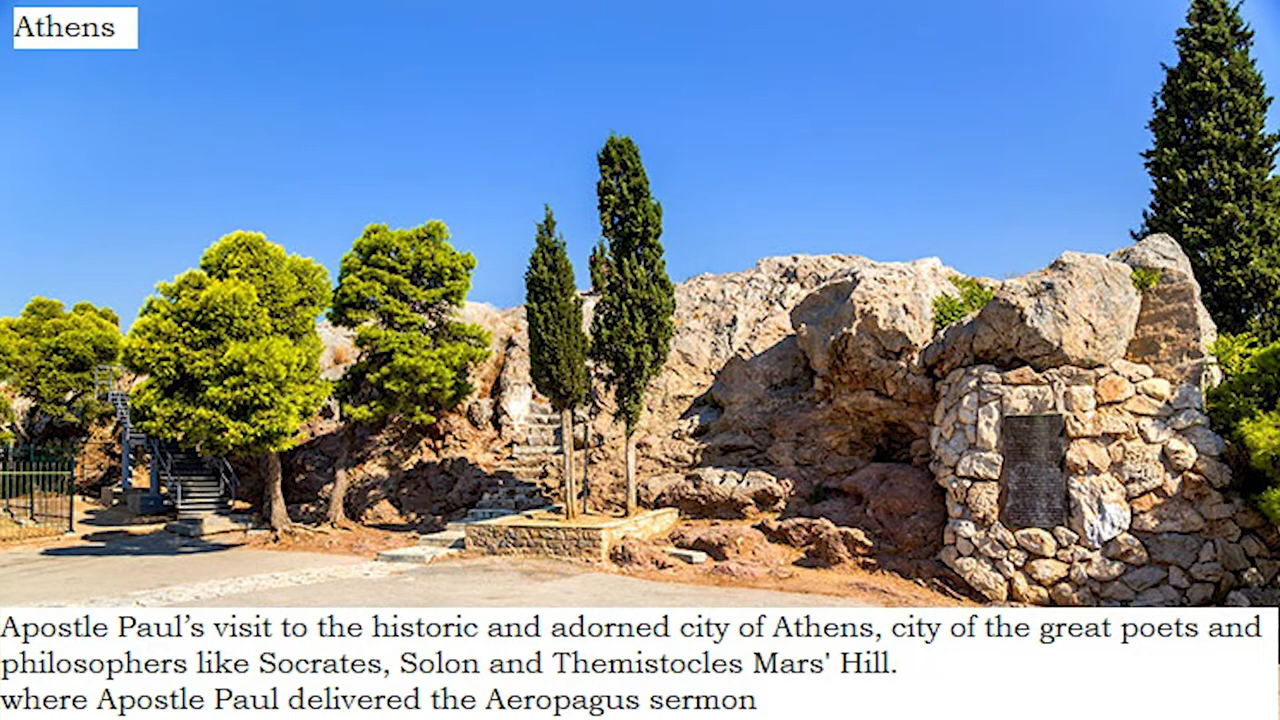 Athens
Apostle Paul’s visit to the historic and adorned city of Athens, city of the great poets and
philosophers like Socrates, Solon and Themistocles Mars' Hill.
where Apostle Paul delivered the Aeropagus sermon